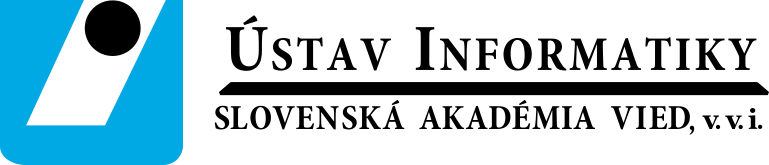 Ústav Informatiky
SLOVENSKÁ AKADÉMIA VIED, v. v. i.